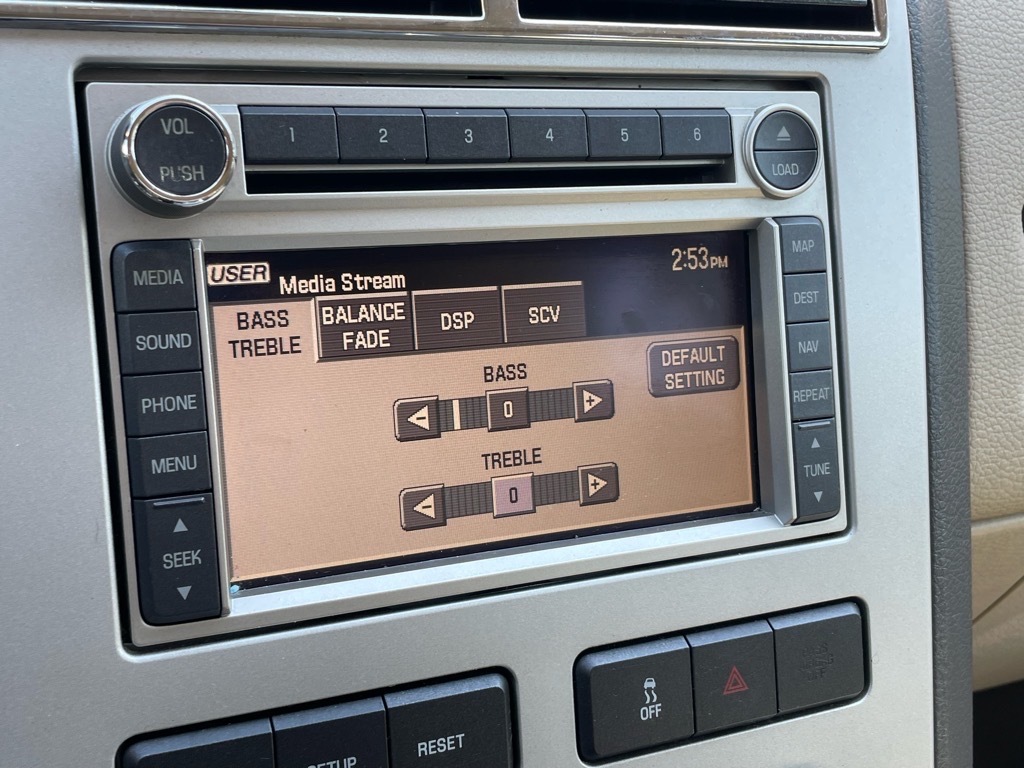 VOL
PUSH
1 2 3 4 5 6
LOAD
MEDIA
SOUND
PHONE
MENU
SEEK
USER
Media Stream
2:53PM
BASS
TREBLE
BALANCE
FADE
DSP
SCV
DEFAULT
SETTING
BASS
- 0 +
TREBLE
- 0 +
MAP
DEST
NAV
REPEAT
TUNE
SETUP
RESET
OFF